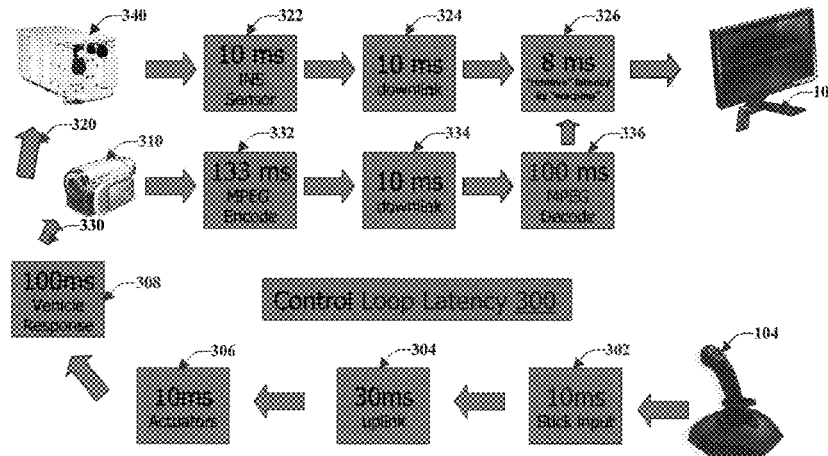 340
322
324
326
10 ms
INS
Sensor
10 ms
downlink
8 ms
10
320
310
332
334
336
133 ms
MPEG
Encode
10 ms
downlink
100 ms
MPEG
Decode
330
100ms
Vehicle
Response
308
Control Loop Latency 300
306
304
302
104
10ms
Actuators
30ms
uplink
10ms
Stick input